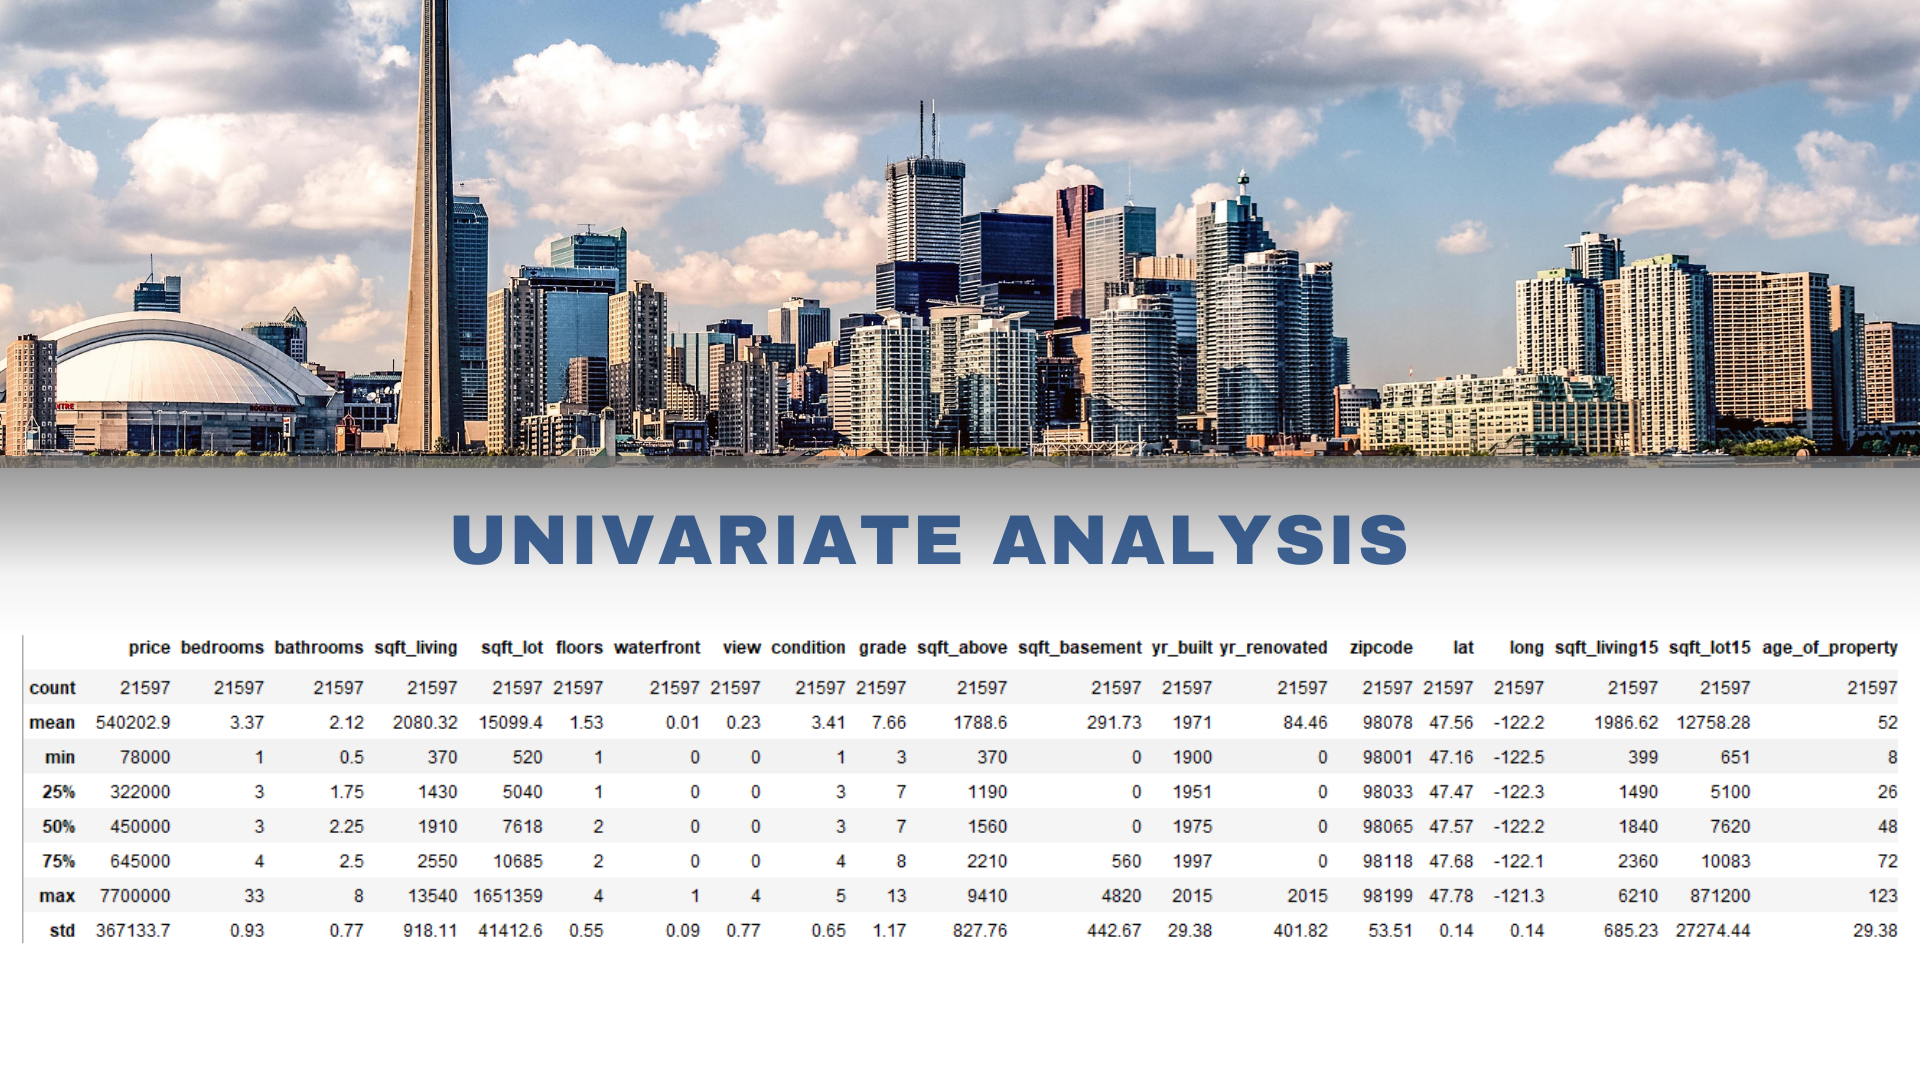 NTRE
ROGERS CENTRE
UNIVARIATE ANALYSIS
price bedrooms bathrooms sqft_living sqft_lot floors waterfront view condition grade sqft_above sqft_basement yr_built yr_renovated zipcode lat long sqft_living15 sqft_lot15 age_of_property
count 21597 21597 21597 21597 21597 21597 21597 21597 21597 21597 21597 21597 21597 21597 21597 21597 21597 21597 21597 21597
mean 540202.9 3.37 2.12 2080.32 15099.4 1.53 0.01 0.23 3.41 7.66 1788.6 291.73 1971 84.46 98078 47.56 -122.2 1986.62 12758.28 52
min 78000 1 0.5 370 520 1 0 0 1 3 370 0 1900 0 98001 47.16 -122.5 399 651 8
25% 322000 3 1.75 1430 5040 1 0 0 3 7 1190 0 1951 0 98033 47.47 -122.3 1490 5100 26
50% 450000 3 2.25 1910 7618 2 0 0 3 7 1560 0 1975 0 98065 47.57 -122.2 1840 7620 48
75% 645000 4 2.5 2550 10685 2 0 0 4 8 2210 560 1997 0 98118 47.68 -122.1 2360 10083 72
max 7700000 33 8 13540 1651359 4 1 4 5 13 9410 4820 2015 2015 98199 47.78 -121.3 6210 871200 123
std 367133.7 0.93 0.77 918.11 41412.6 0.55 0.09 0.77 0.65 1.17 827.76 442.67 29.38 401.82 53.51 0.14 0.14 685.23 27274.44 29.38